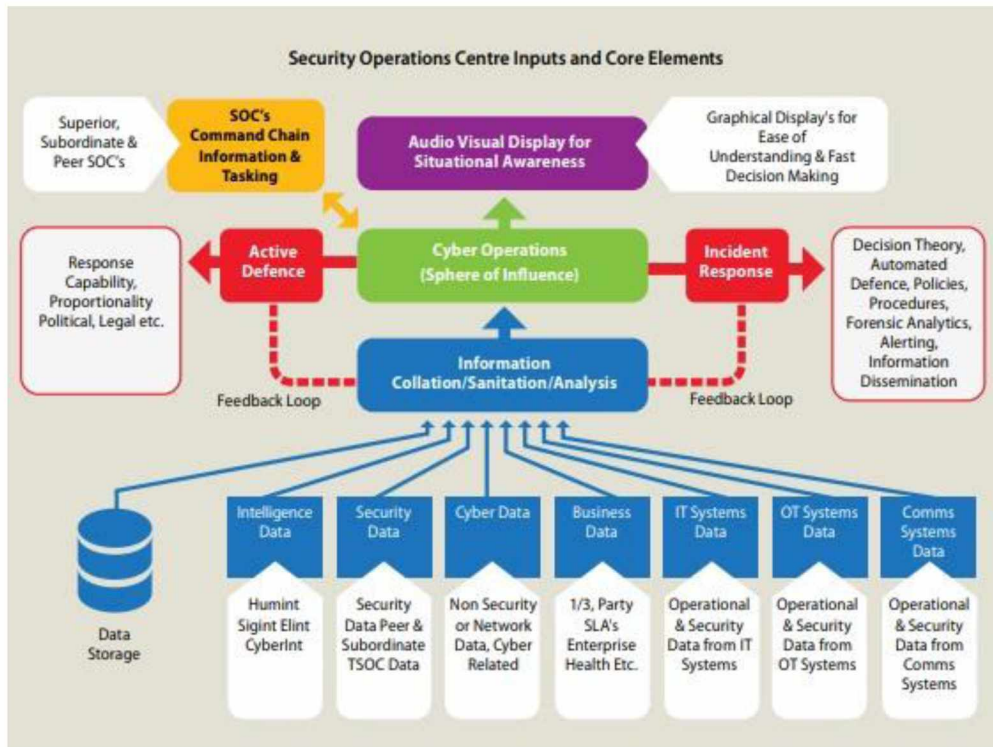 Security Operations Centre Inputs and Core Elements
Superior,
Subordinate &
Peer SOC's
SOC's
Command Chain
Information &
Tasking
Audio Visual Display for
Situational Awareness
Graphical Display's for
Ease of
Understanding & Fast
Decision Making
Response
Capability,
Proportionality
Political, Legal etc.
Active
Defence
Cyber Operations
(Sphere of Influence)
Incident
Response
Decision Theory,
Automated
Defence, Policies,
Procedures,
Forensic Analytics,
Alerting,
Information
Dissemination
Information
Collation/Sanitation/Analysis
Feedback Loop
Feedback Loop
Data
Storage
Intelligence
Data
Humint
Sigint Elint
CyberInt
Security
Data
Security
Data Peer &
Subordinate
TSOC Data
Cyber Data
Non Security
or Network
Data, Cyber
Related
Business
Data
1/3, Party
SLA's
Enterprise
Health Etc.
IT Systems
Data
Operational
& Security
Data from IT
Systems
OT Systems
Data
Operational
& Security
Data from
OT Systems
Comms
Systems
Data
Operational
& Security
Data from
Comms
Systems